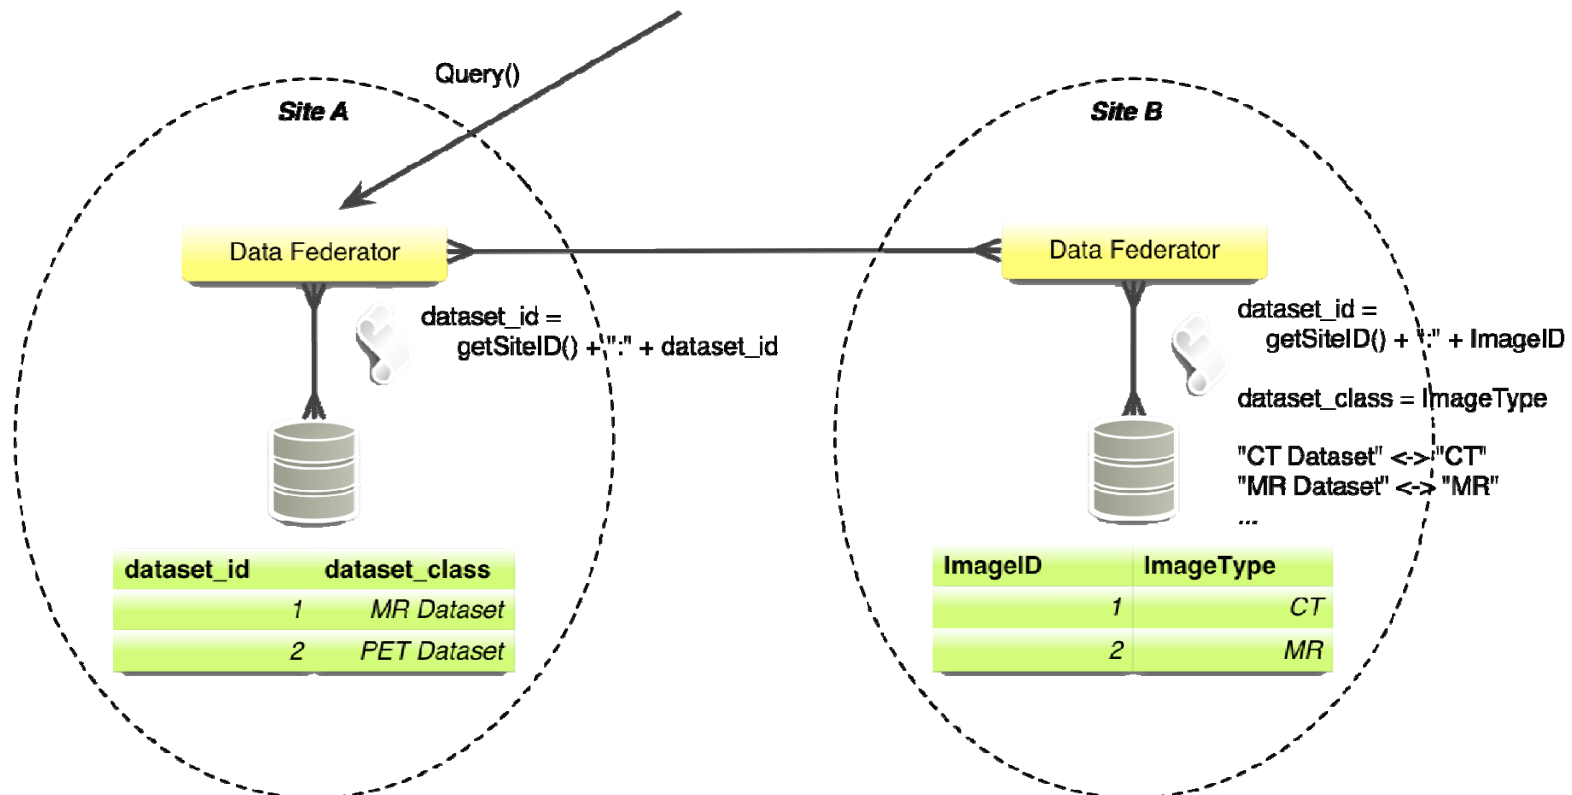 Query()
Site A
Data Federator
dataset_id =
getSiteID() + ":" + dataset_id
dataset_id dataset_class
1 MR Dataset
2 PET Dataset
Site B
Data Federator
dataset_id =
getSiteID() + ":" + ImageID
dataset_class = ImageType
"CT Dataset" <-> "CT"
"MR Dataset" <-> "MR"
...
ImageID ImageType
1 CT
2 MR